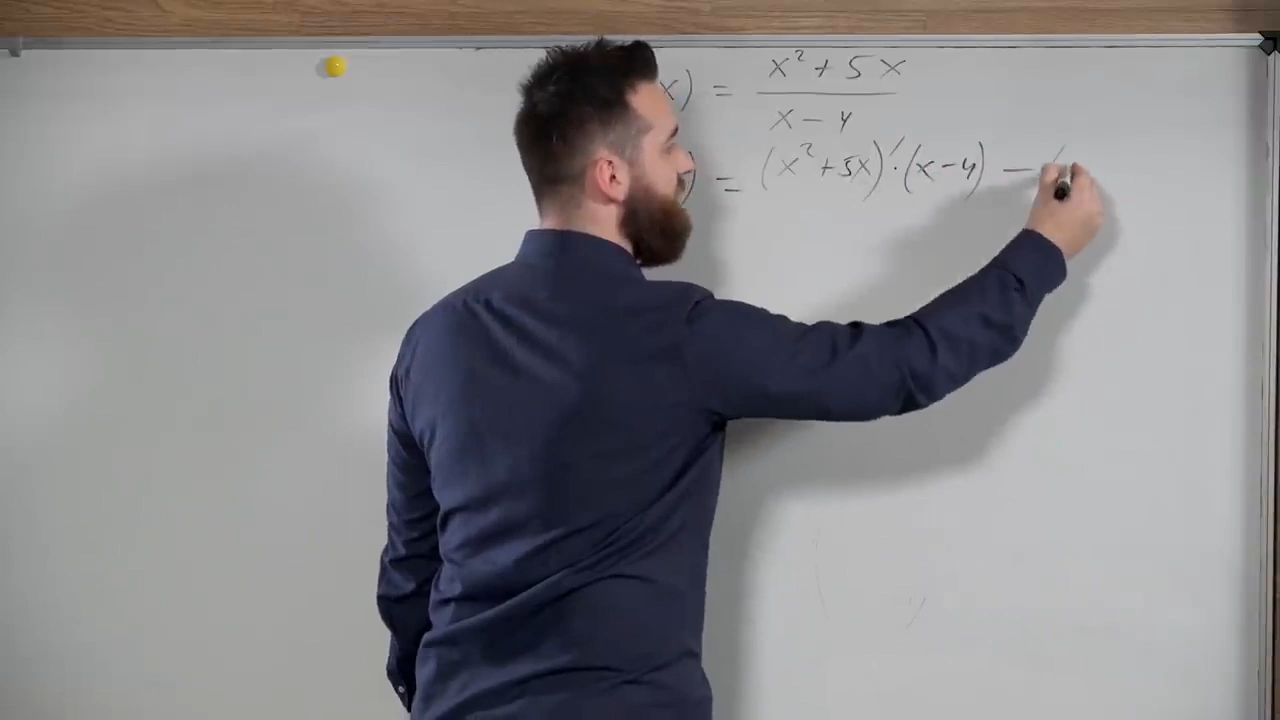 x) = x² + 5x / x - 4
) = (x² + 5x)' · (x - 4) - (